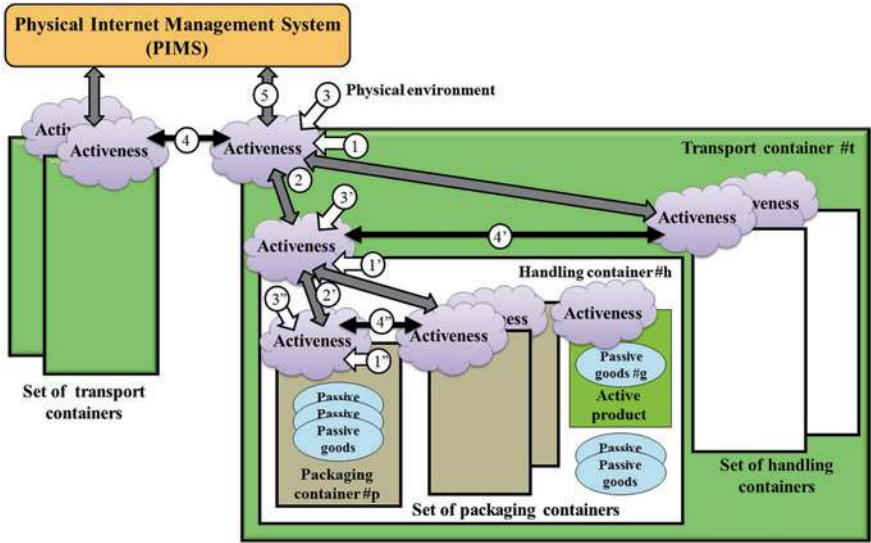 Physical Internet Management System
(PIMS)
5
3
Physical environment
Activeness
Activeness
4
Activeness
1
Transport container #t
2
3'
Activeness
4'
Activeness
Activeness
1'
Handling container #h
3"
2'
Activeness
4"
Activeness
Activeness
Activeness
1"
Passive
goods #g
Active
product
Passive
Passive
Passive
goods
Passive
Passive
goods
Packaging
container #p
Set of transport
containers
Set of packaging containers
Set of handling
containers